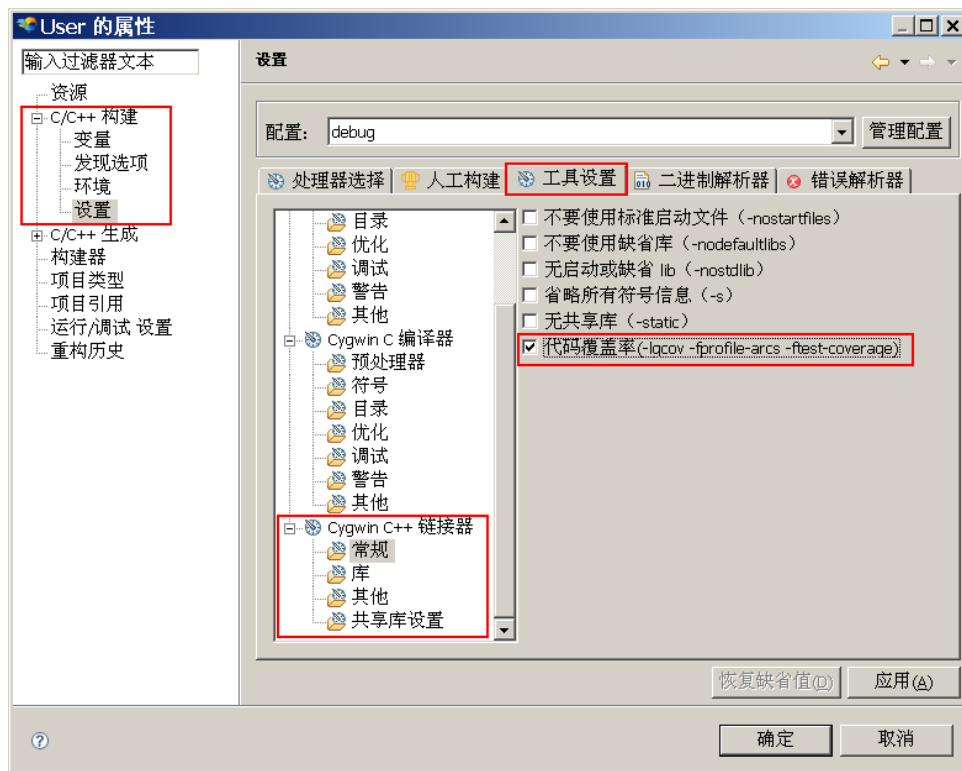 User 的属性
输入过滤器文本
资源
C/C++ 构建
变量
发现选项
环境
设置
C/C++ 生成
构建器
项目类型
项目引用
运行/调试 设置
重构历史
设置
配置:
debug
管理配置
处理器选择
人工构建
工具设置
二进制解析器
错误解析器
目录
优化
调试
警告
其他
Cygwin C 编译器
预处理器
符号
目录
优化
调试
警告
其他
Cygwin C++ 链接器
常规
库
其他
共享库设置
不要使用标准启动文件（-nostartfiles）
不要使用缺省库（-nodefaultlibs）
无启动或缺省 lib（-nostdlib）
省略所有符号信息（-s）
无共享库（-static）
代码覆盖率(-lgcov -fprofile-arcs -ftest-coverage)
恢复缺省值(D)
应用(A)
确定
取消